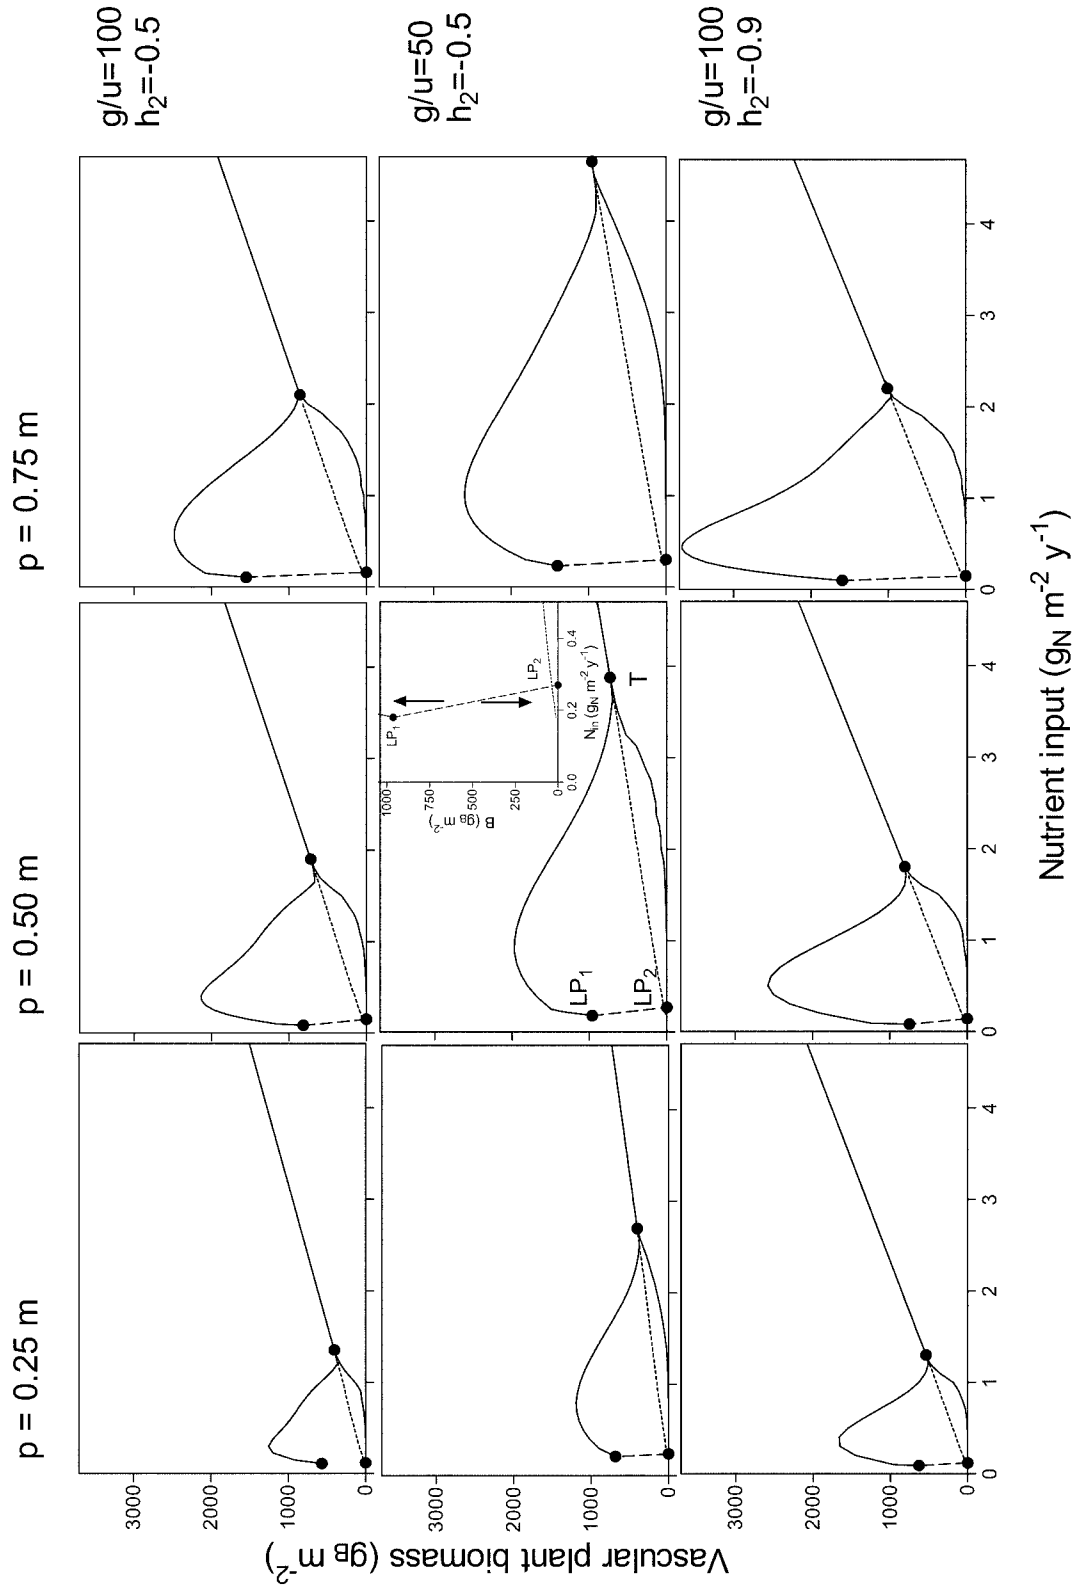 p = 0.25 m
p = 0.50 m
p = 0.75 m
3000
2000
1000
0
g/u=100
h2=-0.5
3000
2000
1000
0
LP1
LP2
T
1000
750
500
250
0
B (gB m-2)
LP1
LP2
0.0
0.2
0.4
Nin (gN m-2 y-1)
g/u=50
h2=-0.5
3000
2000
1000
0
0 1 2 3 4
0 1 2 3 4
0 1 2 3 4
g/u=100
h2=-0.9
Vascular plant biomass (gB m-2)
Nutrient input (gN m-2 y-1)